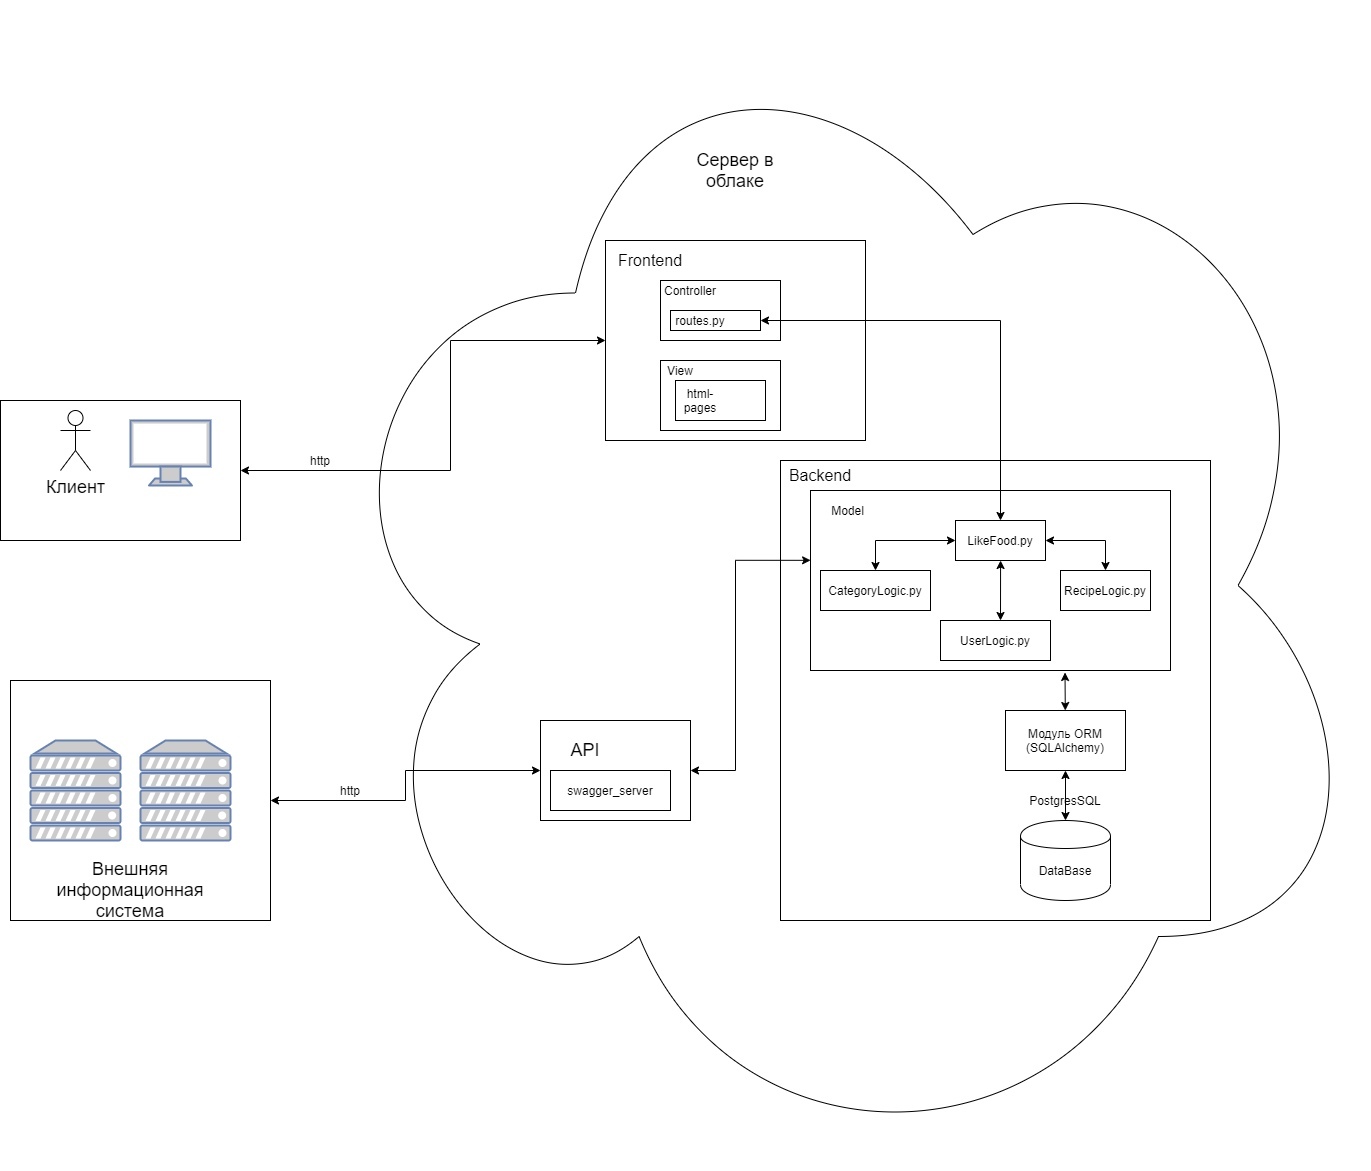 Сервер в
облаке
Frontend
Controller
routes.py
View
html-
pages
http
Клиент
Backend
Model
LikeFood.py
CategoryLogic.py
RecipeLogic.py
UserLogic.py
Модуль ORM
(SQLAlchemy)
PostgresSQL
DataBase
API
swagger_server
http
Внешняя
информационная
система